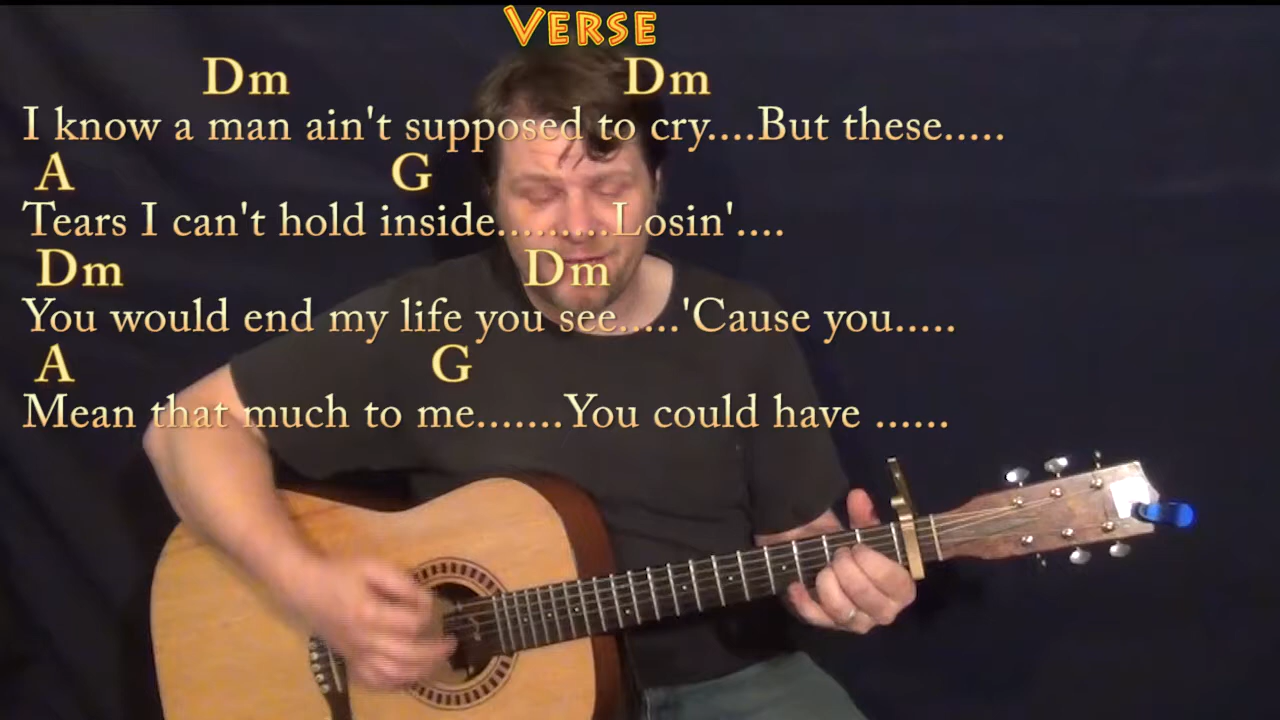 VERSE
Dm Dm
I know a man ain't supposed to cry....But these.....
A G
Tears I can't hold inside.........Losin'....
Dm Dm
You would end my life you see.....'Cause you.....
A G
Mean that much to me.......You could have ......